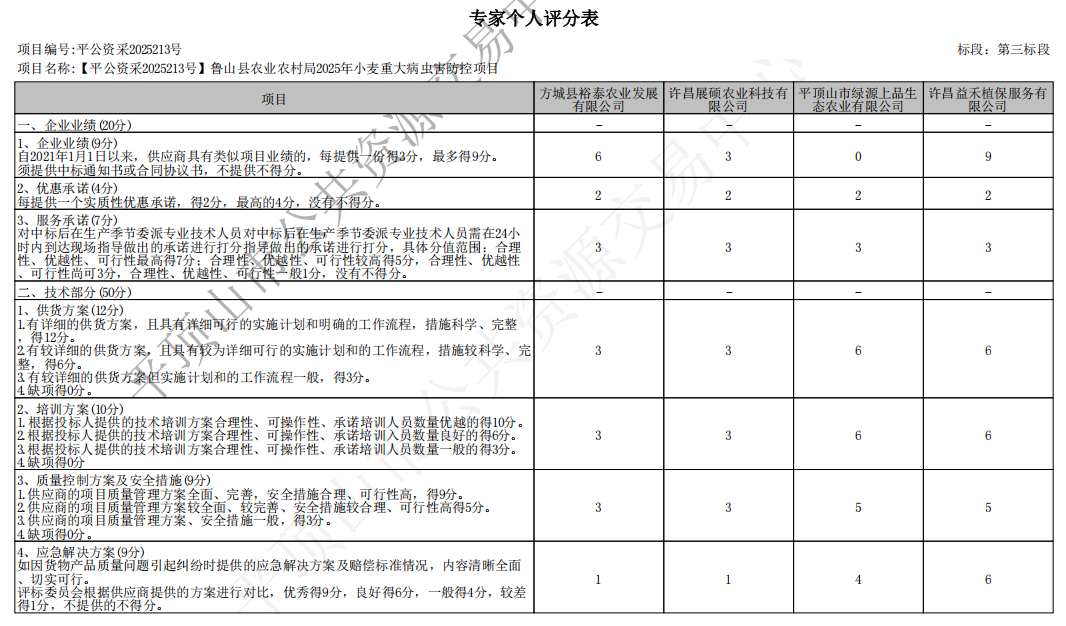 专家个人评分表
项目编号:平公资采2025213号
标段：第三标段
项目名称:【平公资采2025213号】鲁山县农业农村局2025年小麦重大病虫害防控项目
项目
方城县裕泰农业发展
有限公司
许昌展硕农业科技有
限公司
平顶山市绿源上品生
态农业有限公司
许昌益禾植保服务有
限公司
一、企业业绩(20分)
－ － － －
1、企业业绩(9分)
自2021年1月1日以来，供应商具有类似项目业绩的，每提供一份得3分，最多得9分。
须提供中标通知书或合同协议书，不提供不得分。
6 3 0 9
2、优惠承诺(4分)
每提供一个实质性优惠承诺，得2分，最高的4分，没有不得分。
2 2 2 2
3、服务承诺(7分)
对中标后在生产季节委派专业技术人员对中标后在生产季节委派专业技术人员需在24小
时内到达现场指导做出的承诺进行打分指导做出的承诺进行打分，具体分值范围：合理
性、优越性、可行性最高得7分；合理性、优越性、可行性较高得5分，合理性、优越性
、可行性尚可3分，合理性、优越性、可行性一般1分，没有不得分。
3 3 3 3
二、技术部分(50分)
－ － － －
1、供货方案(12分)
1.有详细的供货方案，且具有详细可行的实施计划和明确的工作流程，措施科学、完整
，得12分。
2.有较详细的供货方案，且具有较为详细可行的实施计划和的工作流程，措施较科学、完
整，得6分。
3.有较详细的供货方案但实施计划和的工作流程一般，得3分。
4.缺项得0分。
3 3 6 6
2、培训方案(10分)
1.根据投标人提供的技术培训方案合理性、可操作性、承诺培训人员数量优越的得10分。
2.根据投标人提供的技术培训方案合理性、可操作性、承诺培训入员数量良好的得6分。
3.根据投标人提供的技术培训方案合理性、可操作性、承诺培训人员数量一般的得3分。
4.缺项得0分
3 3 6 6
3、质量控制方案及安全措施(9分)
1.供应商的项目质量管理方案全面、完善，安全措施合理、可行性高，得9分。
2.供应商的项目质量管理方案较全面、较完善、安全措施较合理、可行性高得5分。
3.供应商的项目质量管理方案、安全措施一般，得3分。
4.缺项得0分。
3 3 5 5
4、应急解决方案(9分)
如因货物产品质量问题引起纠纷时提供的应急解决方案及赔偿标准情况，内容清晰全面
、切实可行。
评标委员会根据供应商提供的方案进行对比，优秀得9分，良好得6分，一般得4分，较差
得1分，不提供的不得分。
1 1 4 6
平顶山市公共资源交易中
平顶山市公共资源交易中心